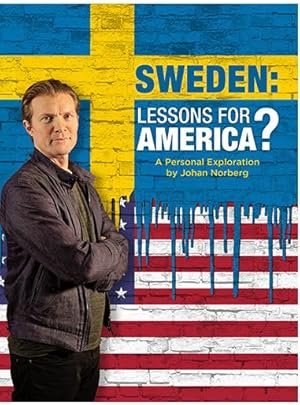 SWEDEN:
LESSONS FOR
AMERICA?
A Personal Exploration
by Johan Norberg